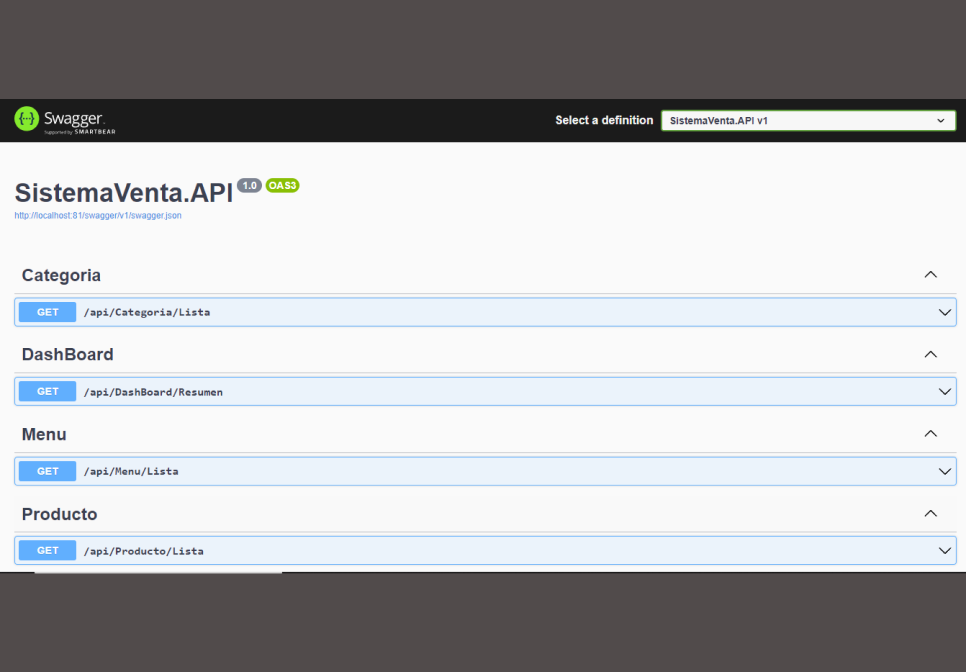 Swagger.
Supported by SMARTBEAR
Select a definition
SistemaVenta.API v1
SistemaVenta.API 1.0 OAS3
http://localhost:81/swagger/v1/swagger.json
Categoria
GET /api/Categoria/Lista
DashBoard
GET /api/DashBoard/Resumen
Menu
GET /api/Menu/Lista
Producto
GET /api/Producto/Lista